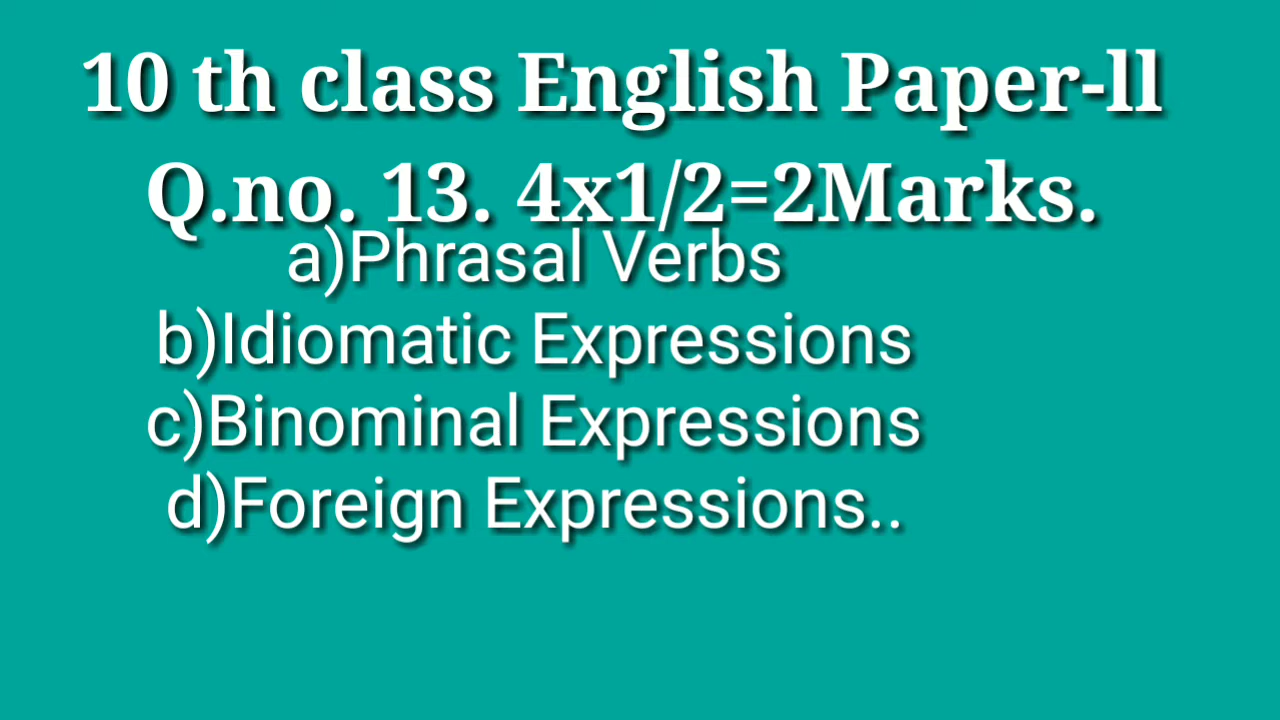 10 th class English Paper-ll
Q.no. 13. 4x1/2=2Marks.
a)Phrasal Verbs
b)Idiomatic Expressions
c)Binominal Expressions
d)Foreign Expressions..